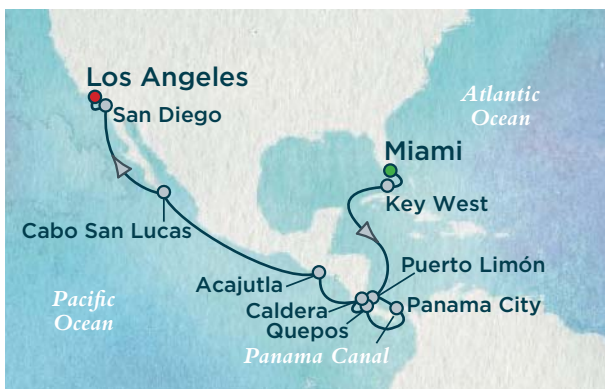 Los Angeles
San Diego
Atlantic
Ocean
Miami
Key West
Cabo San Lucas
Puerto Limón
Acajutla
Caldera
Panama City
Quepos
Pacific
Ocean
Panama Canal